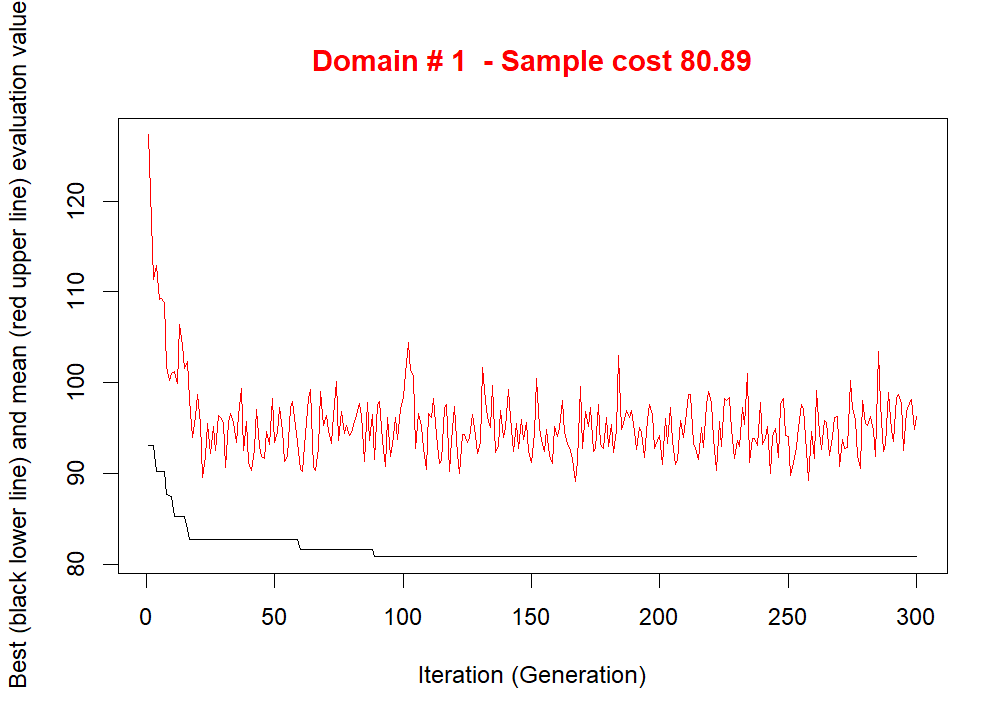 Domain # 1  - Sample cost 80.89
Best (black lower line) and mean (red upper line) evaluation value
120
110
100
90
80
0 50 100 150 200 250 300
Iteration (Generation)